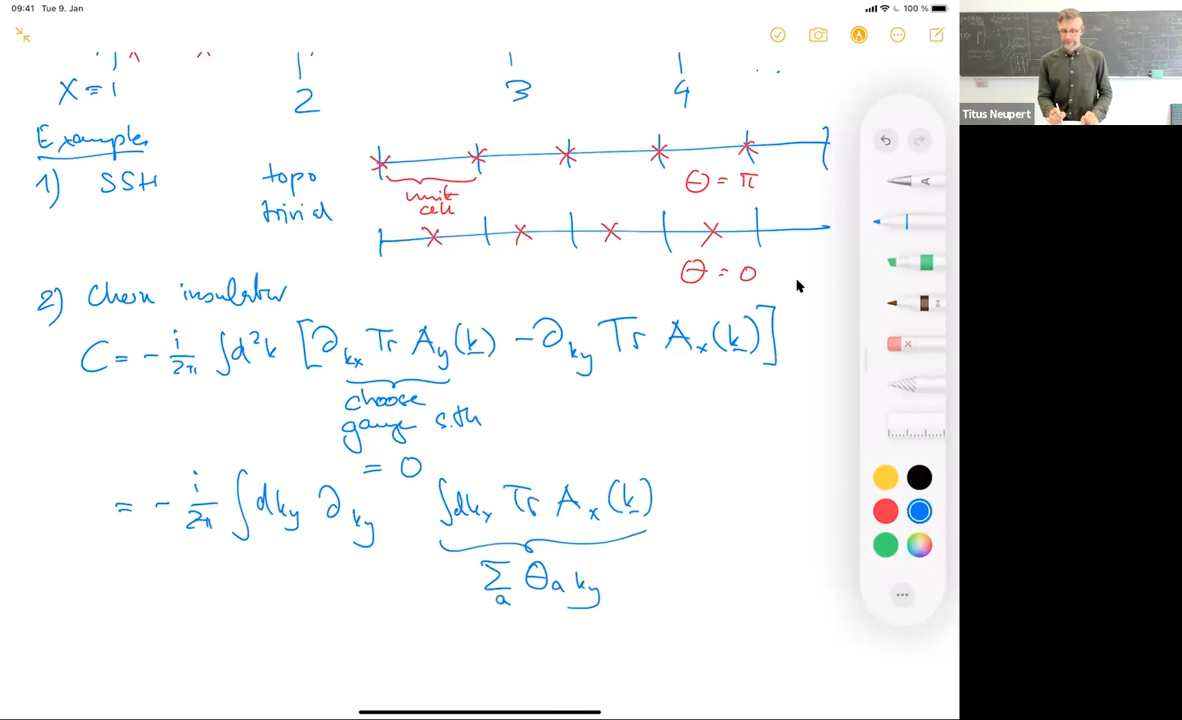 09:41 Tue 9. Jan
100 %
X = 1 2 3 4 ...
Examples
1) SSH topo
trivial
unit
cell
Θ = π
Θ = 0
2) Chern insulator
C = - i/2π ∫d²k [∂kx Tr Ay(k) - ∂ky Tr Ax(k)]
choose
gauge s.th
= 0
= - i/2π ∫dky ∂ky ∫dkx Tr Ax(k)
∑a Θa ky
Titus Neupert